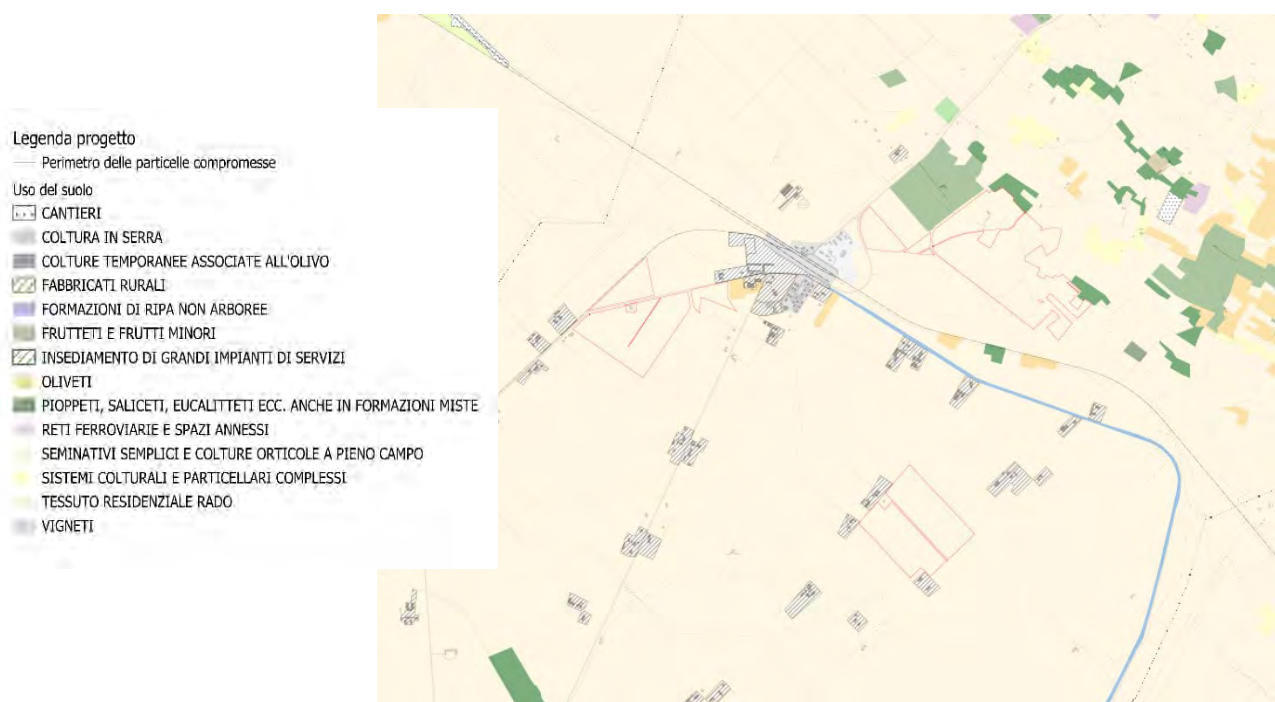 Legenda progetto
Perimetro delle particelle compromesse
Uso del suolo
CANTIERI
COLTURA IN SERRA
COLTURE TEMPORANEE ASSOCIATE ALL'OLIVO
FABBRICATI RURALI
FORMAZIONI DI RIPA NON ARBOREE
FRUTTETI E FRUTTI MINORI
INSEDIAMENTO DI GRANDI IMPIANTI DI SERVIZI
OLIVETI
PIOPPETI, SALICETI, EUCALITTETI ECC. ANCHE IN FORMAZIONI MISTE
RETI FERROVIARIE E SPAZI ANNESSI
SEMINATIVI SEMPLICI E COLTURE ORTICOLE A PIENO CAMPO
SISTEMI COLTURALI E PARTICELLARI COMPLESSI
TESSUTO RESIDENZIALE RADO
VIGNETI